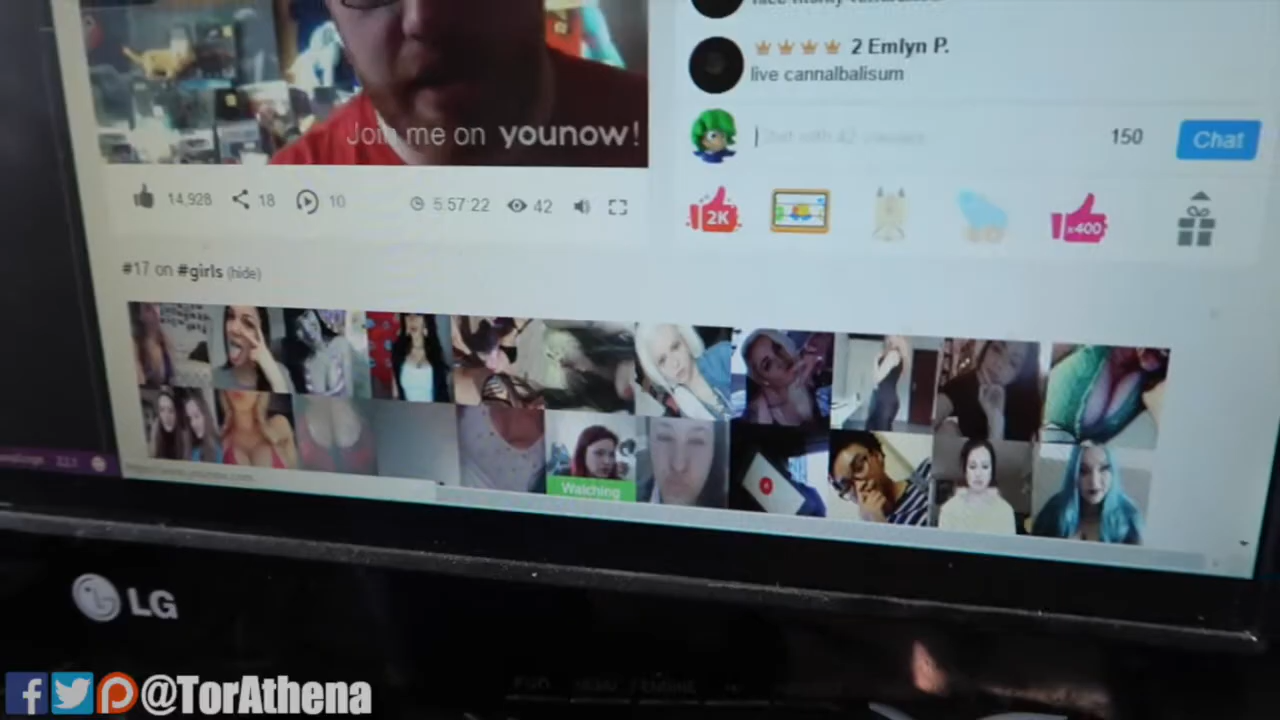 2 Emlyn P.
live cannalbalisum
Join me on younow!
150
Chat
14,928
18
10
5:57:22
42
2K
x400
#17 on #girls (hide)
Watching
LG
@TorAthena